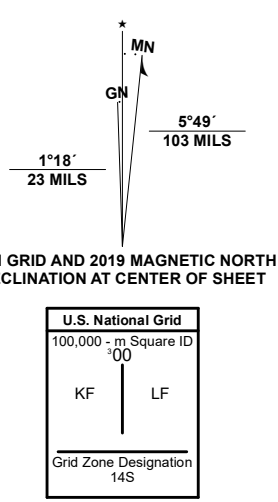 ★
MN
GN
5°49´
103 MILS
1°18´
23 MILS
GRID AND 2019 MAGNETIC NORTH
CLINATION AT CENTER OF SHEET
U.S. National Grid
100,000 - m Square ID
³00
KF LF
Grid Zone Designation
14S